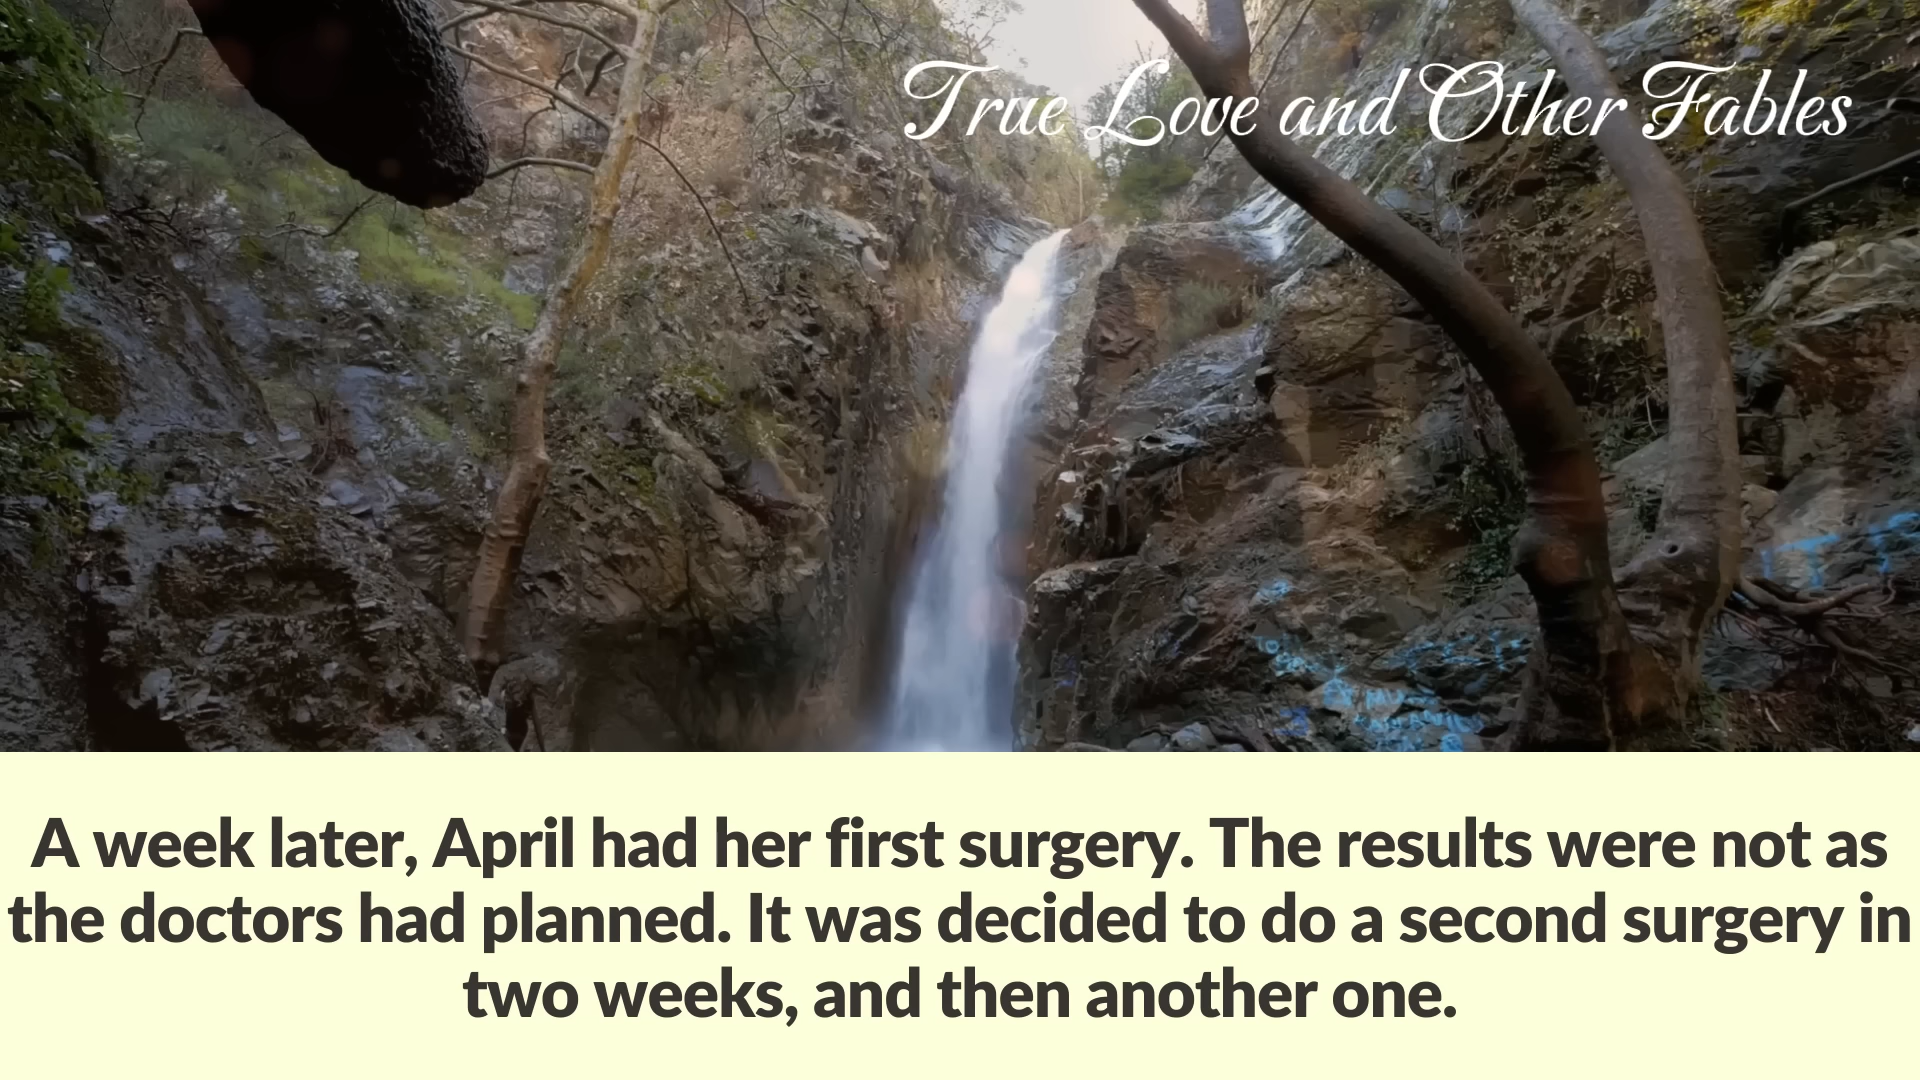 True Love and Other Fables
A week later, April had her first surgery. The results were not as
the doctors had planned. It was decided to do a second surgery in
two weeks, and then another one.